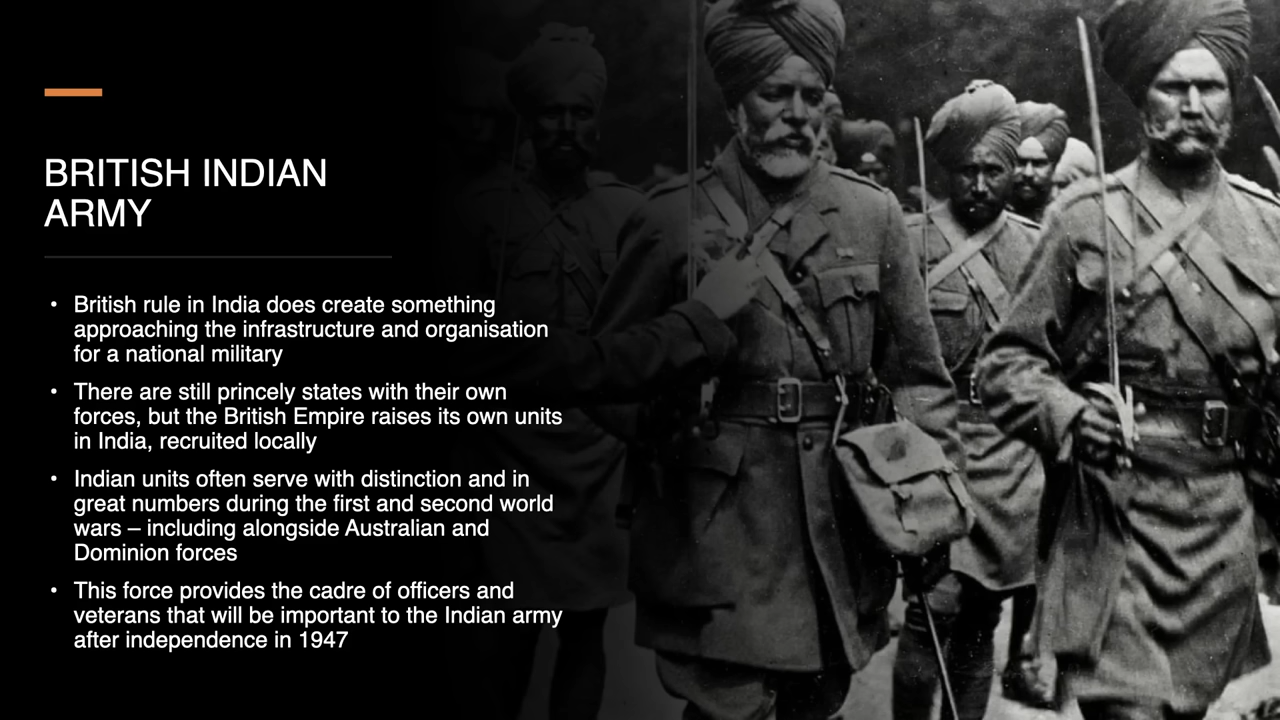 BRITISH INDIAN
ARMY
• British rule in India does create something
approaching the infrastructure and organisation
for a national military
• There are still princely states with their own
forces, but the British Empire raises its own units
in India, recruited locally
• Indian units often serve with distinction and in
great numbers during the first and second world
wars – including alongside Australian and
Dominion forces
• This force provides the cadre of officers and
veterans that will be important to the Indian army
after independence in 1947